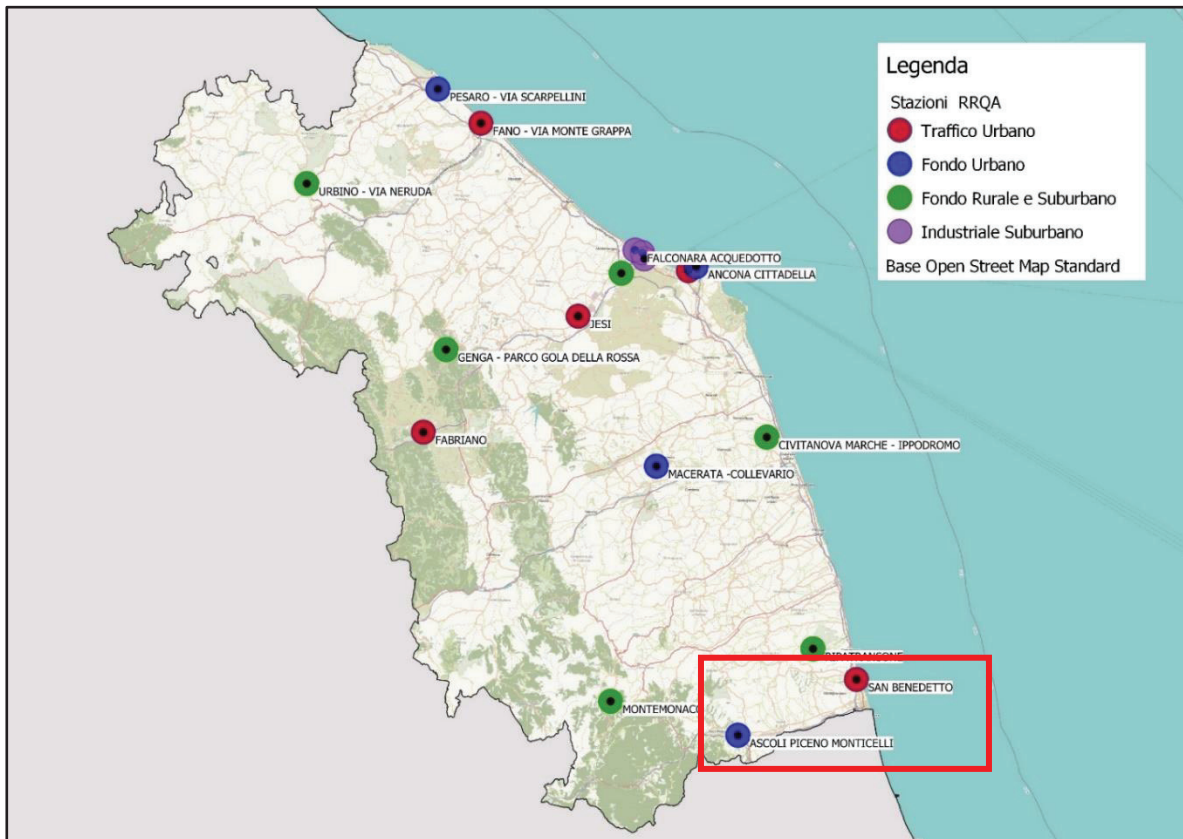 Legenda
Stazioni RRQA
Traffico Urbano
Fondo Urbano
Fondo Rurale e Suburbano
Industriale Suburbano
Base Open Street Map Standard
PESARO - VIA SCARPELLINI
FANO - VIA MONTE GRAPPA
URBINO - VIA NERUDA
FALCONARA ACQUEDOTTO
ANCONA CITTADELLA
JESI
GENGA - PARCO GOLA DELLA ROSSA
FABRIANO
CIVITANOVA MARCHE - IPPODROMO
MACERATA -COLLEVARIO
RIPATRANSONE
SAN BENEDETTO
MONTEMONACO
ASCOLI PICENO MONTICELLI